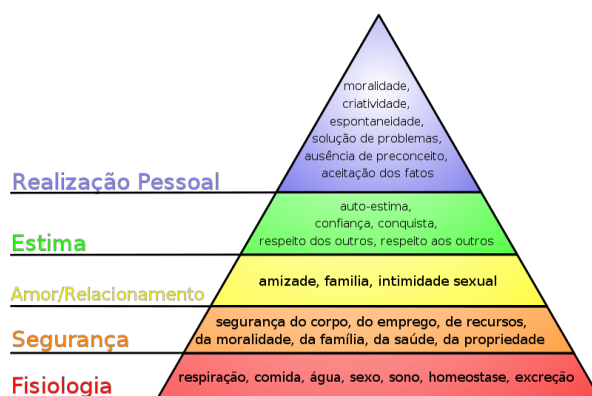 moralidade,
criatividade,
espontaneidade,
solução de problemas,
ausência de preconceito,
aceitação dos fatos
Realização Pessoal
auto-estima,
confiança, conquista,
respeito dos outros, respeito aos outros
Estima
amizade, familia, intimidade sexual
Amor/Relacionamento
segurança do corpo, do emprego, de recursos,
da moralidade, da família, da saúde, da propriedade
Segurança
respiração, comida, água, sexo, sono, homeostase, excreção
Fisiologia